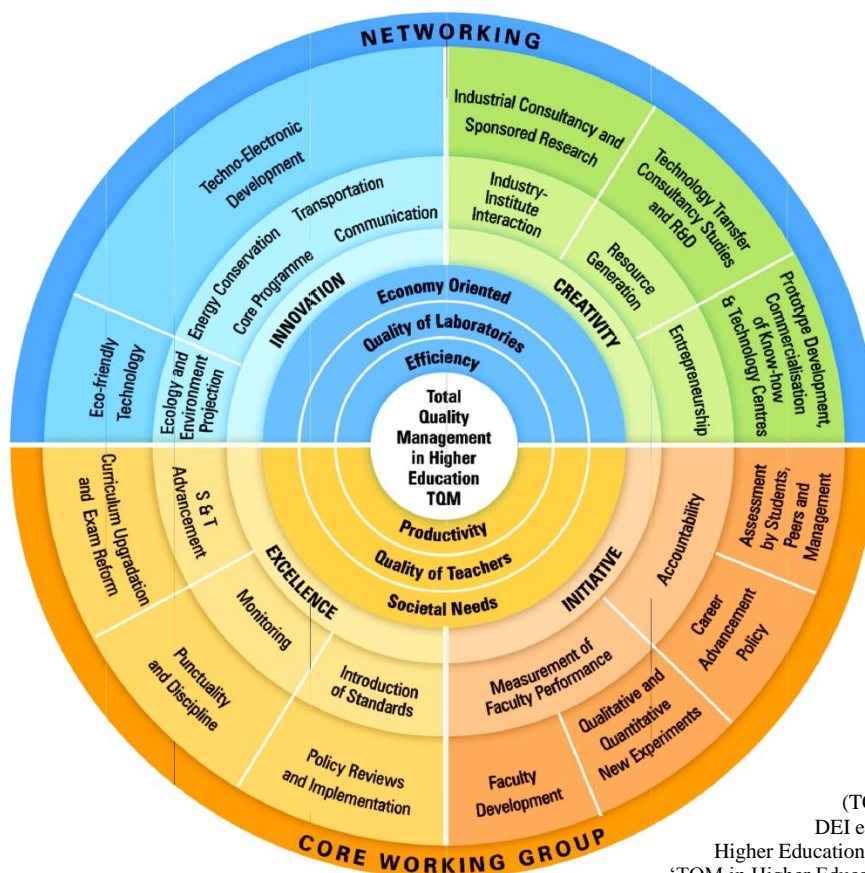 NETWORKING
Techno-Electronic
Development
Industrial Consultancy and
Sponsored Research
Technology Transfer
Consultancy Studies
and R&D
Prototype Development,
Commercialisation
of Know-how
& Technology Centres
Eco-friendly
Technology
Energy Conservation
Transportation
Core Programme
Communication
Ecology and
Environment
Projection
Industry-
Institute
Interaction
Resource
Generation
Entrepreneurship
INNOVATION
CREATIVITY
Economy Oriented
Quality of Laboratories
Efficiency
Total
Quality
Management
in Higher
Education
TQM
Productivity
Quality of Teachers
Societal Needs
EXCELLENCE
INITIATIVE
S & T
Advancement
Monitoring
Introduction
of Standards
Measurement of
Faculty Performance
Accountability
Curriculum Upgradation
and Exam Reform
Punctuality
and Discipline
Policy Reviews
and Implementation
Faculty
Development
Qualitative and
Quantitative
New Experiments
Career
Advancement
Policy
Assessment
by Students,
Peers and
Management
CORE WORKING GROUP
DEI
Higher Education
'TQM in Higher